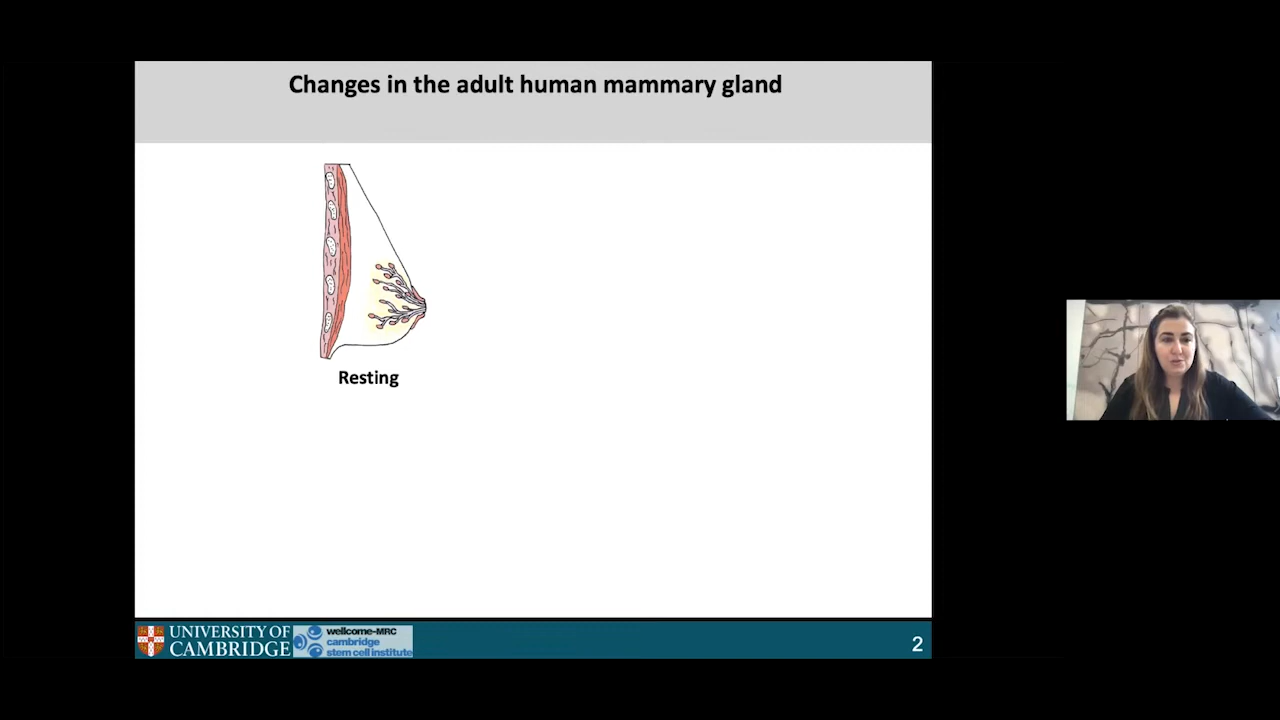 Changes in the adult human mammary gland
Resting
UNIVERSITY OF
CAMBRIDGE
wellcome-MRC
cambridge
stem cell institute
2